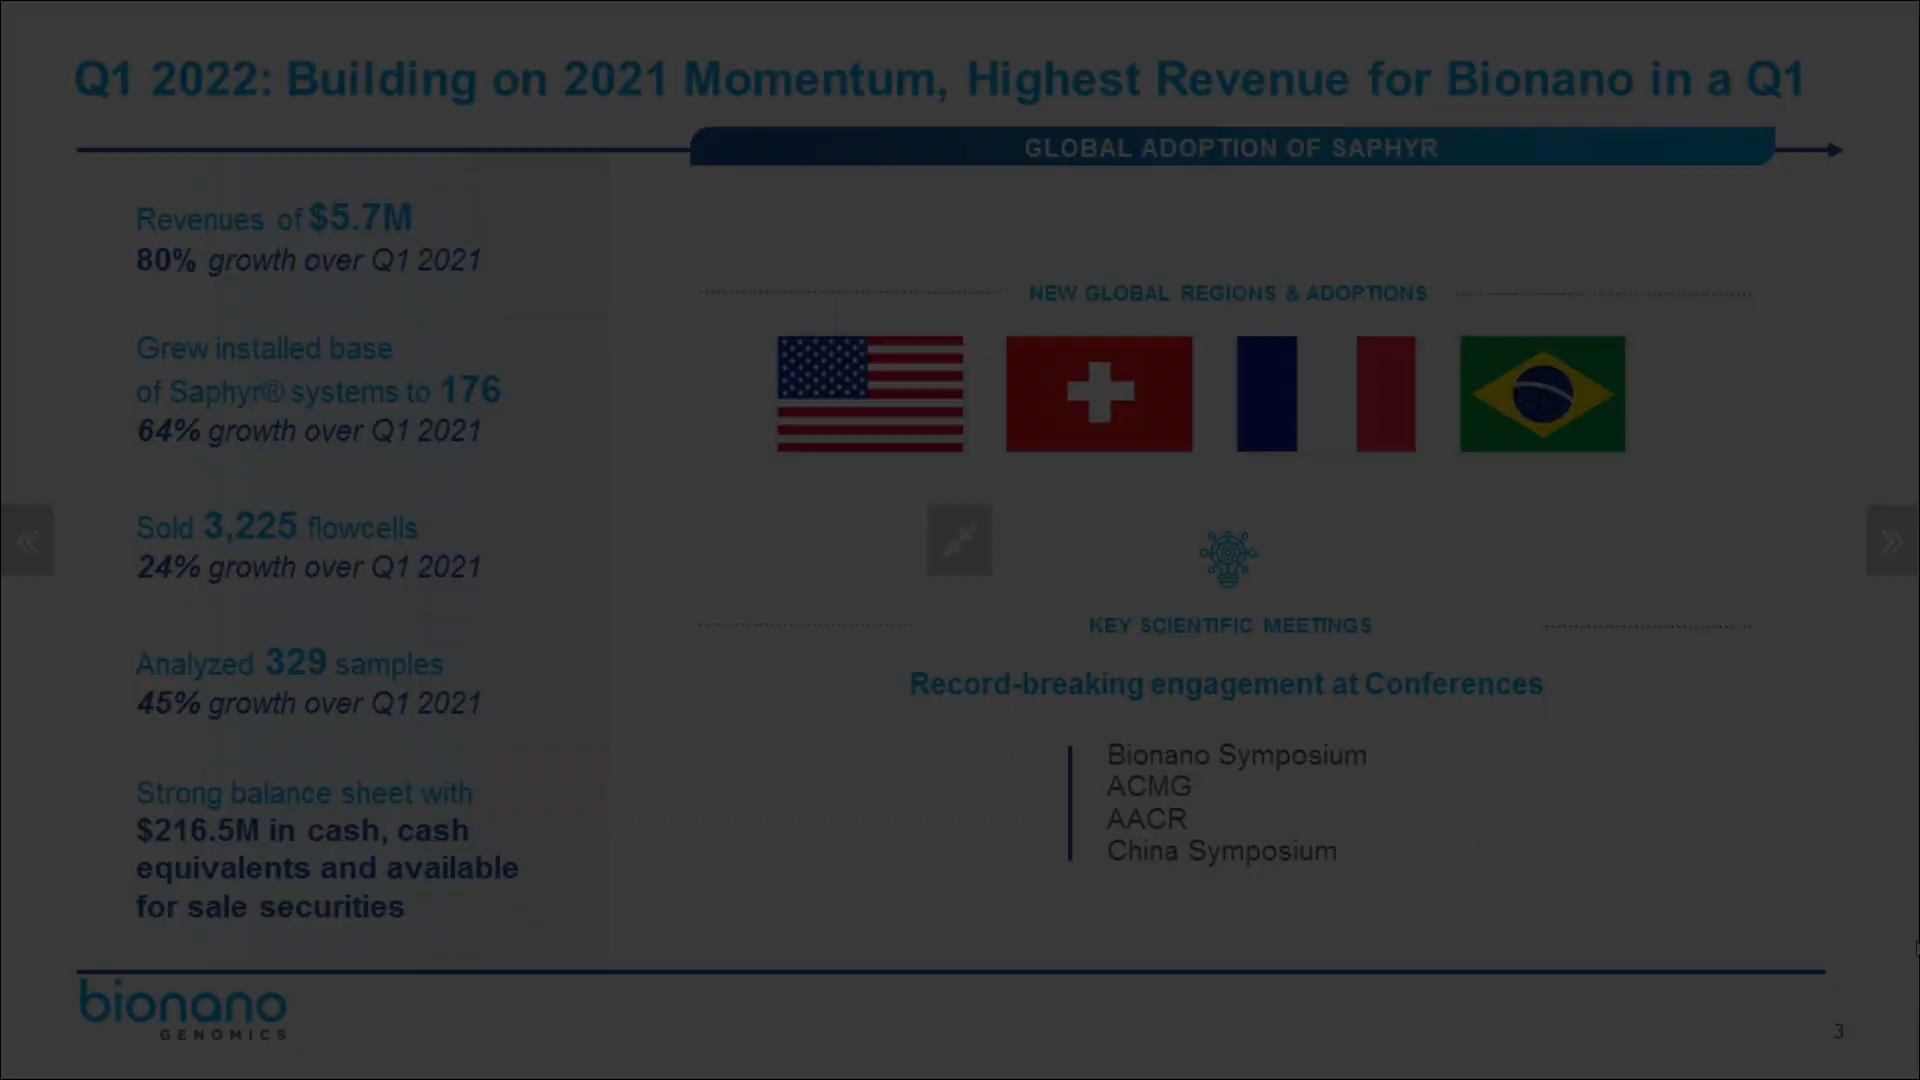 Q1 2022: Building on 2021 Momentum, Highest Revenue for Bionano in a Q1
GLOBAL ADOPTION OF SAPHYR
Revenues of $5.7M
80% growth over Q1 2021
Grew installed base
of Saphyr® systems to 176
64% growth over Q1 2021
Sold 3,225 flowcells
24% growth over Q1 2021
Analyzed 329 samples
45% growth over Q1 2021
Strong balance sheet with
$216.5M in cash, cash
equivalents and available
for sale securities
NEW GLOBAL REGIONS & ADOPTIONS
KEY SCIENTIFIC MEETINGS
Record-breaking engagement at Conferences
Bionano Symposium
ACMG
AACR
China Symposium
bionano
GENOMICS
3